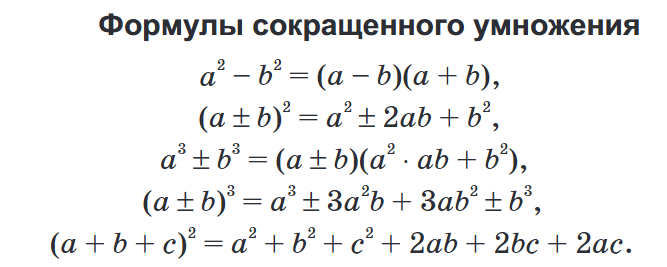 Формулы сокращенного умножения
a² − b² = (a − b)(a + b),
(a ± b)² = a² ± 2ab + b²,
a³ ± b³ = (a ± b)(a² · ab + b²),
(a ± b)³ = a³ ± 3a²b + 3ab² ± b³,
(a + b + c)² = a² + b² + c² + 2ab + 2bc + 2ac.